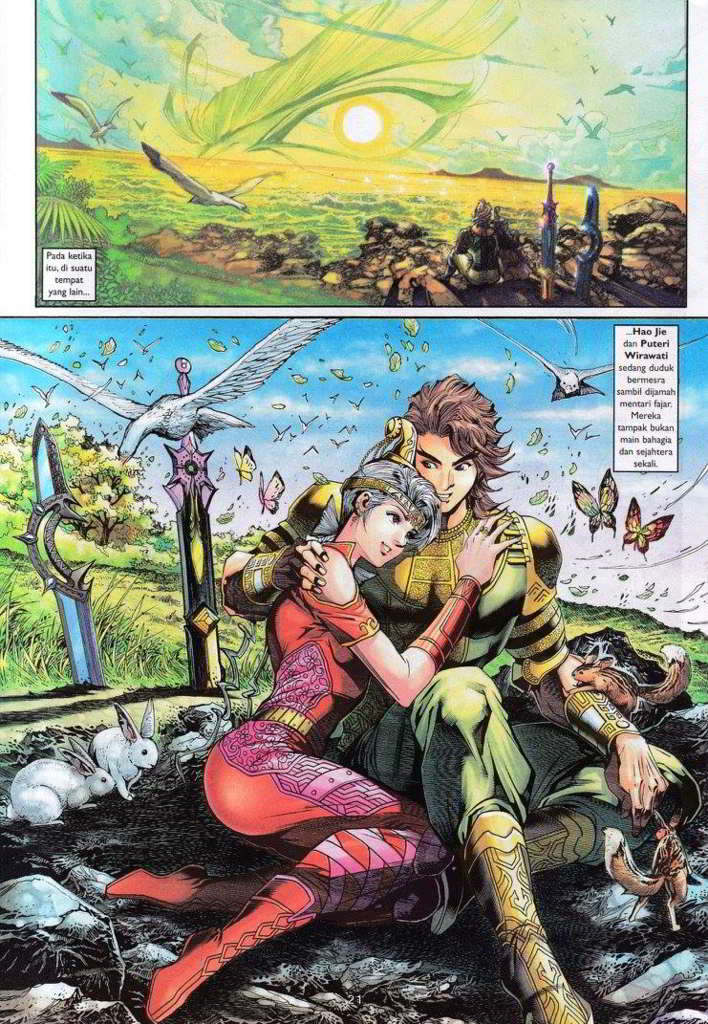 Pada ketika
itu, di suatu
tempat
yang lain...
...Hao Jie
dan Puteri
Wirawati
sedang duduk
bermesra
sambil dijamah
mentari fajar.
Mereka
tampak bukan
main bahagia
dan sejahtera
sekali.
21